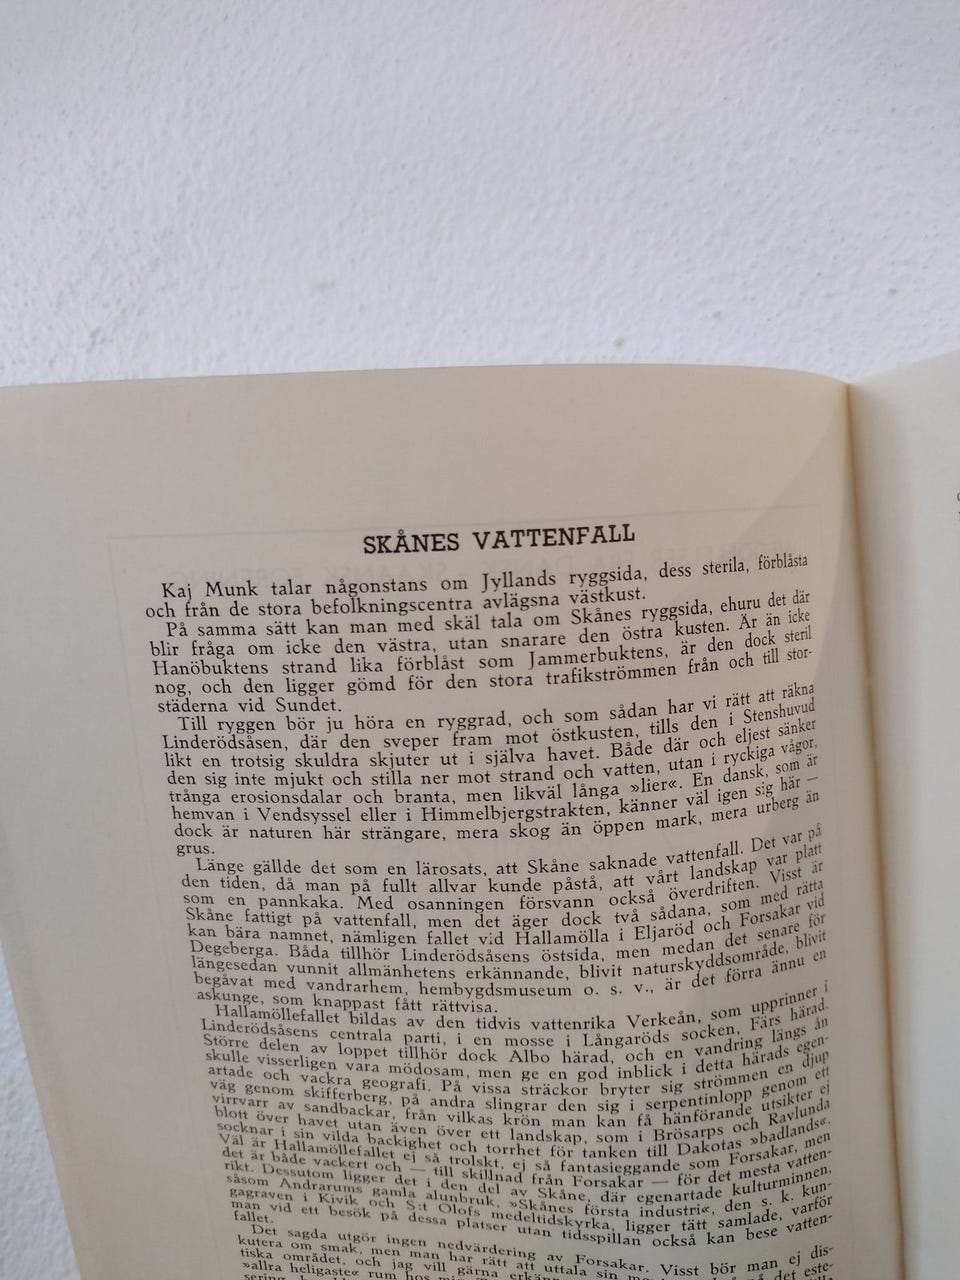 SKÅNES VATTENFALL
Kaj Munk talar någonstans om Jyllands ryggsida, dess sterila, förblåsta
och från de stora befolkningscentra avlägsna västkust.
På samma sätt kan man med skäl tala om Skånes ryggsida, ehuru det där
blir fråga om icke den västra, utan snarare den östra kusten. Är än icke
Hanöbuktens strand lika förblåst som Jammerbuktens, är den dock steril
nog, och den ligger gömd för den stora trafikströmmen från och till stor-
städerna vid Sundet.
Till ryggen bör ju höra en ryggrad, och som sådan har vi rätt att räkna
Linderödsåsen, där den sveper fram mot östkusten, tills den i Stenshuvud
likt en trotsig skuldra skjuter ut i själva havet. Både där och eljest sänker
den sig inte mjukt och stilla ner mot strand och vatten, utan i ryckiga vågor,
trånga erosionsdalar och branta, men likväl långa »lier«. En dansk, som är
hemvan i Vendsyssel eller i Himmelbjergstrakten, känner väl igen sig här —
dock är naturen här strängare, mera skog än öppen mark, mera urberg än
grus.
Länge gällde det som en lärosats, att Skåne saknade vattenfall. Det var på
den tiden, då man på fullt allvar kunde påstå, att vårt landskap var platt
som en pannkaka. Med osanningen försvann också överdriften. Visst är
Skåne fattigt på vattenfall, men det äger dock två sådana, som med rätta
kan bära namnet, nämligen fallet vid Hallamölla i Eljaröd och Forsakar vid
Degeberga. Båda tillhör Linderödsåsens östsida, men medan det senare för
längesedan vunnit allmänhetens erkännande, blivit naturskyddsområde, blivit
begåvat med vandrarhem, hembygdsmuseum o. s. v., är det förra ännu en
askunge, som knappast fått rättvisa.
Hallamöllefallet bildas av den tidvis vattenrika Verkeån, som upprinner i
Linderödsåsens centrala parti, i en mosse i Långaröds socken, Färs härad.
Större delen av loppet tillhör dock Albo härad, och en vandring längs ån
skulle visserligen vara mödosam, men ge en god inblick i detta härads egen-
artade och vackra geografi. På vissa sträckor bryter sig strömmen en djup
väg genom skifferberg, på andra slingrar den sig i serpentinlopp genom ett
virrvarr av sandbackar, från vilkas krön man kan få hänförande utsikter ej
blott över havet utan även över ett landskap, som i Brösarps och Ravlunda
socknar i sin vilda backighet och torrhet för tanken till Dakotas »badlands«.
Väl är Hallamöllefallet ej så trolskt, ej så fantasieggande som Forsakar, men
det är både vackert och — till skillnad från Forsakar — för det mesta vatten-
rikt. Dessutom ligger det i den del av Skåne, där egenartade kulturminnen,
såsom Andrarums gamla alunbruk, »Skånes första industri«, den s. k. kun-
gagraven i Kivik och S:t Olofs medeltidskyrka, ligger tätt samlade, varför
man vid ett besök på dessa platser utan tidsspillan också kan bese vatten-
fallet.
Det sagda utgör ingen nedvärdering av Forsakar. Visst bör man ej dis-
kutera om smak, men man har rätt att uttala sin
tiska området, och jag vill gärna
»allra heligaste« rum hos